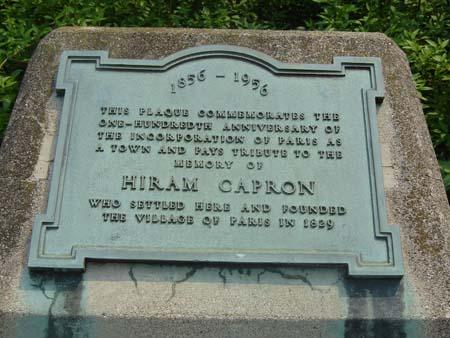 1856 - 1956
THIS PLAQUE COMMEMORATES THE
ONE-HUNDREDTH ANNIVERSARY OF
THE INCORPORATION OF PARIS AS
A TOWN AND PAYS TRIBUTE TO THE
MEMORY OF
HIRAM CAPRON
WHO SETTLED HERE AND FOUNDED
THE VILLAGE OF PARIS IN 1829